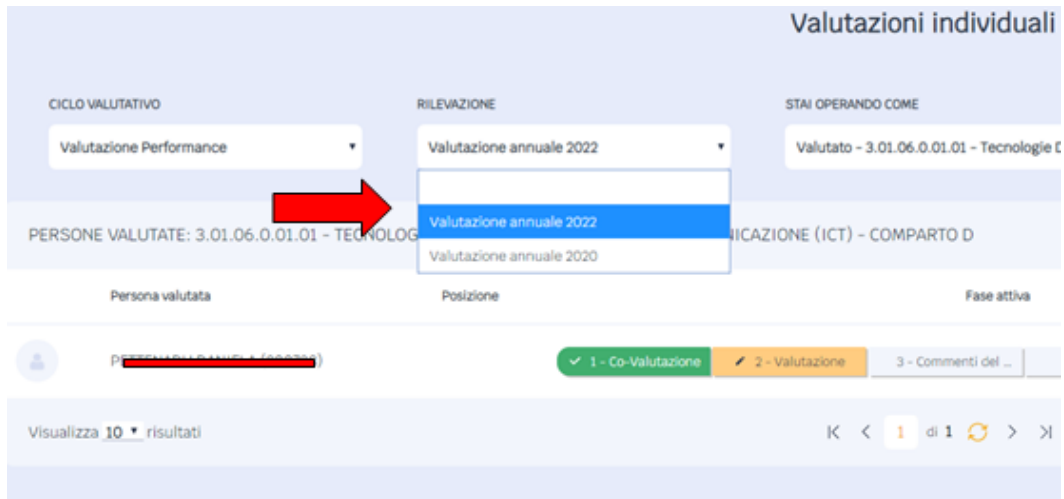 Valutazioni individuali
CICLO VALUTATIVO
RILEVAZIONE
STAI OPERANDO COME
Valutazione Performance
Valutazione annuale 2022
Valutato - 3.01.06.0.01.01 - Tecnologie D
Valutazione annuale 2022
Valutazione annuale 2020
PERSONE VALUTATE: 3.01.06.0.01.01 - TECNOLOG ICAZIONE (ICT) - COMPARTO D
Persona valutata
Posizione
Fase attiva
1 - Co-Valutazione
2 - Valutazione
3 - Commenti del ...
Visualizza 10 risultati
1 di 1